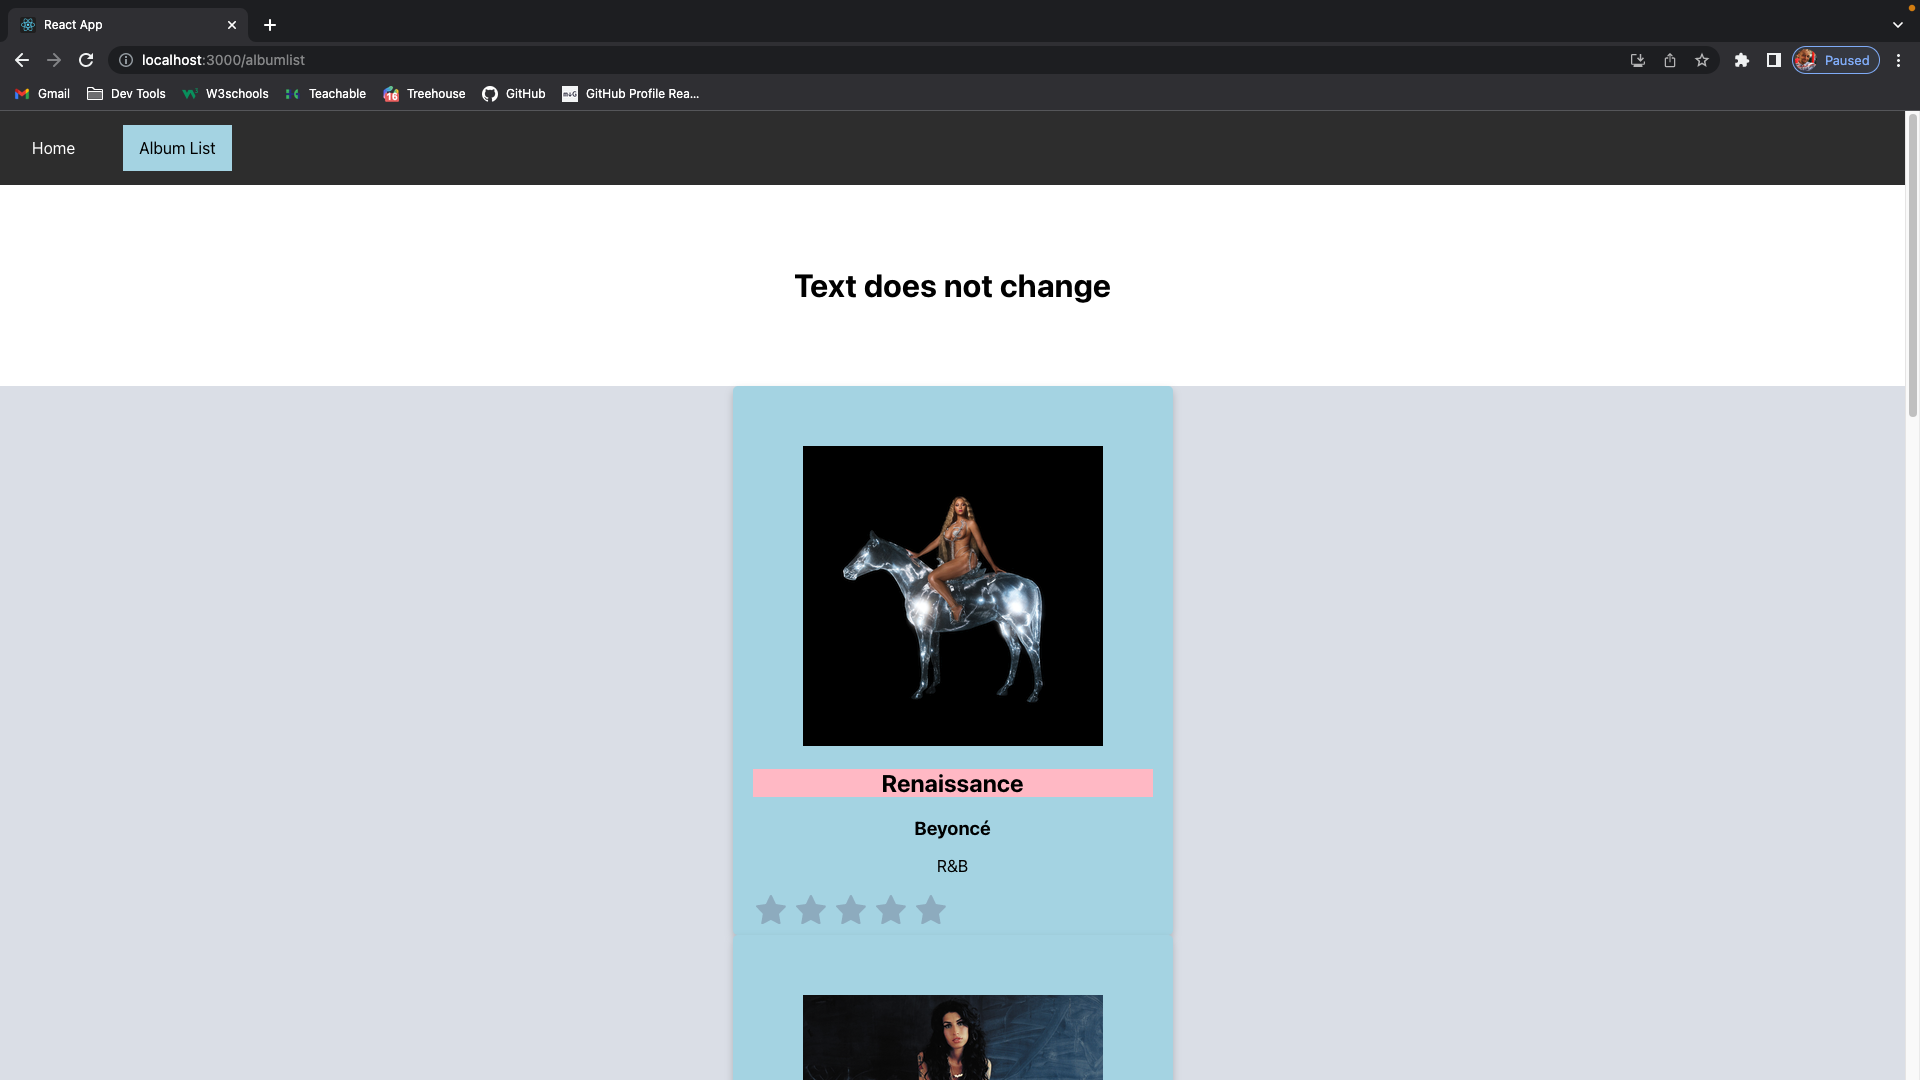 React App
localhost:3000/albumlist
Paused
Gmail
Dev Tools
W3schools
Teachable
Treehouse
GitHub
GitHub Profile Rea...
Home
Album List
Text does not change
Renaissance
Beyoncé
R&B